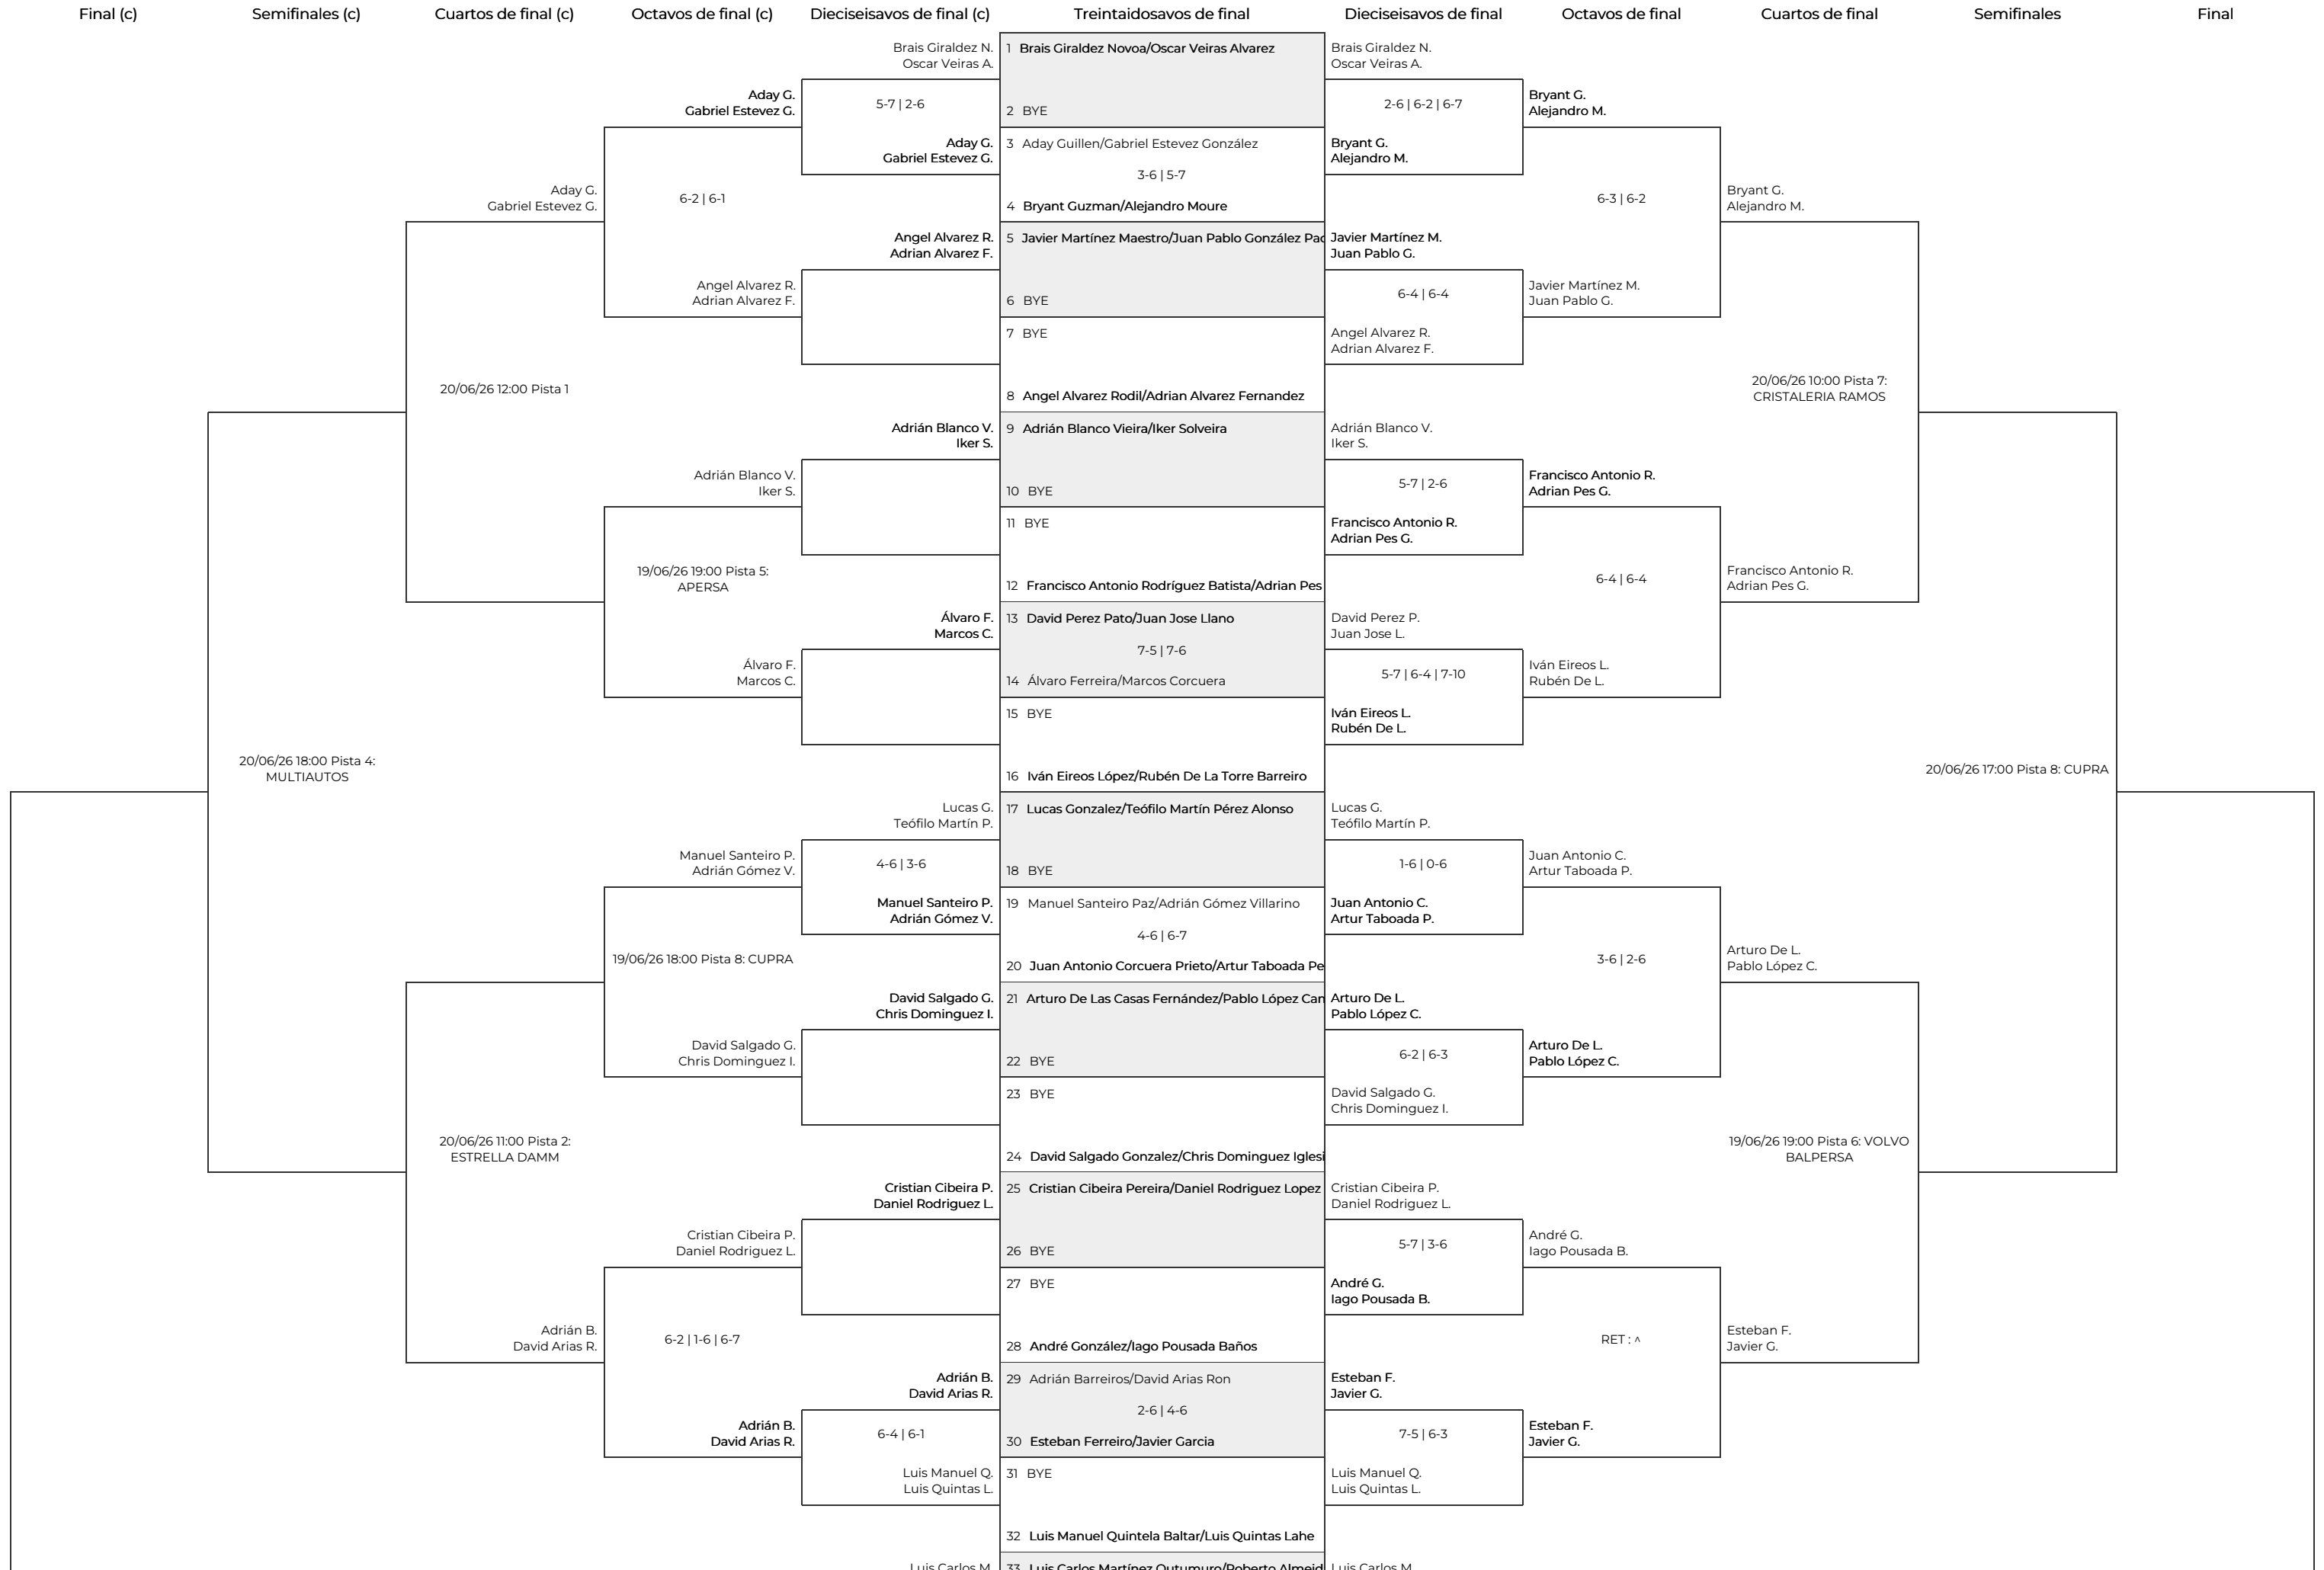 Final (c)
Semifinales (c)
Cuartos de final (c)
Octavos de final (c)
Dieciseisavos de final (c)
Treintaidosavos de final
Dieciseisavos de final
Octavos de final
Cuartos de final
Semifinales
Final
20/06/26 18:00 Pista 4:
MULTIAUTOS
Aday G.
Gabriel Estevez G.
20/06/26 12:00 Pista 1
20/06/26 11:00 Pista 2:
ESTRELLA DAMM
Adrián B.
David Arias R.
Aday G.
Gabriel Estevez G.
6-2 | 6-1
Angel Alvarez R.
Adrian Alvarez F.
Adrián Blanco V.
Iker S.
19/06/26 19:00 Pista 5:
APERSA
Álvaro F.
Marcos C.
Manuel Santeiro P.
Adrián Gómez V.
19/06/26 18:00 Pista 8: CUPRA
David Salgado G.
Chris Dominguez I.
Cristian Cibeira P.
Daniel Rodriguez L.
6-2 | 1-6 | 6-7
Adrián B.
David Arias R.
Brais Giraldez N.
Oscar Veiras A.
5-7 | 2-6
Aday G.
Gabriel Estevez G.
Angel Alvarez R.
Adrian Alvarez F.
Adrián Blanco V.
Iker S.
Álvaro F.
Marcos C.
Lucas G.
Teófilo Martín P.
4-6 | 3-6
Manuel Santeiro P.
Adrián Gómez V.
David Salgado G.
Chris Dominguez I.
Cristian Cibeira P.
Daniel Rodriguez L.
Adrián B.
David Arias R.
6-4 | 6-1
Luis Manuel Q.
Luis Quintas L.
Luis Carlos M.
1 Brais Giraldez Novoa/Oscar Veiras Alvarez
2 BYE
3 Aday Guillen/Gabriel Estevez González
3-6 | 5-7
4 Bryant Guzman/Alejandro Moure
5 Javier Martínez Maestro/Juan Pablo González Pac
6 BYE
7 BYE
8 Angel Alvarez Rodil/Adrian Alvarez Fernandez
9 Adrián Blanco Vieira/Iker Solveira
10 BYE
11 BYE
12 Francisco Antonio Rodríguez Batista/Adrian Pes
13 David Perez Pato/Juan Jose Llano
7-5 | 7-6
14 Álvaro Ferreira/Marcos Corcuera
15 BYE
16 Iván Eireos López/Rubén De La Torre Barreiro
17 Lucas Gonzalez/Teófilo Martín Pérez Alonso
18 BYE
19 Manuel Santeiro Paz/Adrián Gómez Villarino
4-6 | 6-7
20 Juan Antonio Corcuera Prieto/Artur Taboada Pe
21 Arturo De Las Casas Fernández/Pablo López Can
22 BYE
23 BYE
24 David Salgado Gonzalez/Chris Dominguez Iglesi
25 Cristian Cibeira Pereira/Daniel Rodriguez Lopez
26 BYE
27 BYE
28 André González/Iago Pousada Baños
29 Adrián Barreiros/David Arias Ron
2-6 | 4-6
30 Esteban Ferreiro/Javier Garcia
31 BYE
32 Luis Manuel Quintela Baltar/Luis Quintas Lahe
33 Luis Carlos Martínez Outumuro/Roberto Almeid
Brais Giraldez N.
Oscar Veiras A.
2-6 | 6-2 | 6-7
Bryant G.
Alejandro M.
Javier Martínez M.
Juan Pablo G.
6-4 | 6-4
Angel Alvarez R.
Adrian Alvarez F.
Adrián Blanco V.
Iker S.
5-7 | 2-6
Francisco Antonio R.
Adrian Pes G.
David Perez P.
Juan Jose L.
5-7 | 6-4 | 7-10
Iván Eireos L.
Rubén De L.
Lucas G.
Teófilo Martín P.
1-6 | 0-6
Juan Antonio C.
Artur Taboada P.
Arturo De L.
Pablo López C.
6-2 | 6-3
David Salgado G.
Chris Dominguez I.
Cristian Cibeira P.
Daniel Rodriguez L.
5-7 | 3-6
André G.
Iago Pousada B.
Esteban F.
Javier G.
7-5 | 6-3
Luis Manuel Q.
Luis Quintas L.
Luis Carlos M.
Bryant G.
Alejandro M.
6-3 | 6-2
Javier Martínez M.
Juan Pablo G.
Francisco Antonio R.
Adrian Pes G.
6-4 | 6-4
Iván Eireos L.
Rubén De L.
Juan Antonio C.
Artur Taboada P.
3-6 | 2-6
Arturo De L.
Pablo López C.
André G.
Iago Pousada B.
RET : ^
Esteban F.
Javier G.
Bryant G.
Alejandro M.
20/06/26 10:00 Pista 7:
CRISTALERIA RAMOS
Francisco Antonio R.
Adrian Pes G.
Arturo De L.
Pablo López C.
19/06/26 19:00 Pista 6: VOLVO
BALPERSA
Esteban F.
Javier G.
20/06/26 17:00 Pista 8: CUPRA